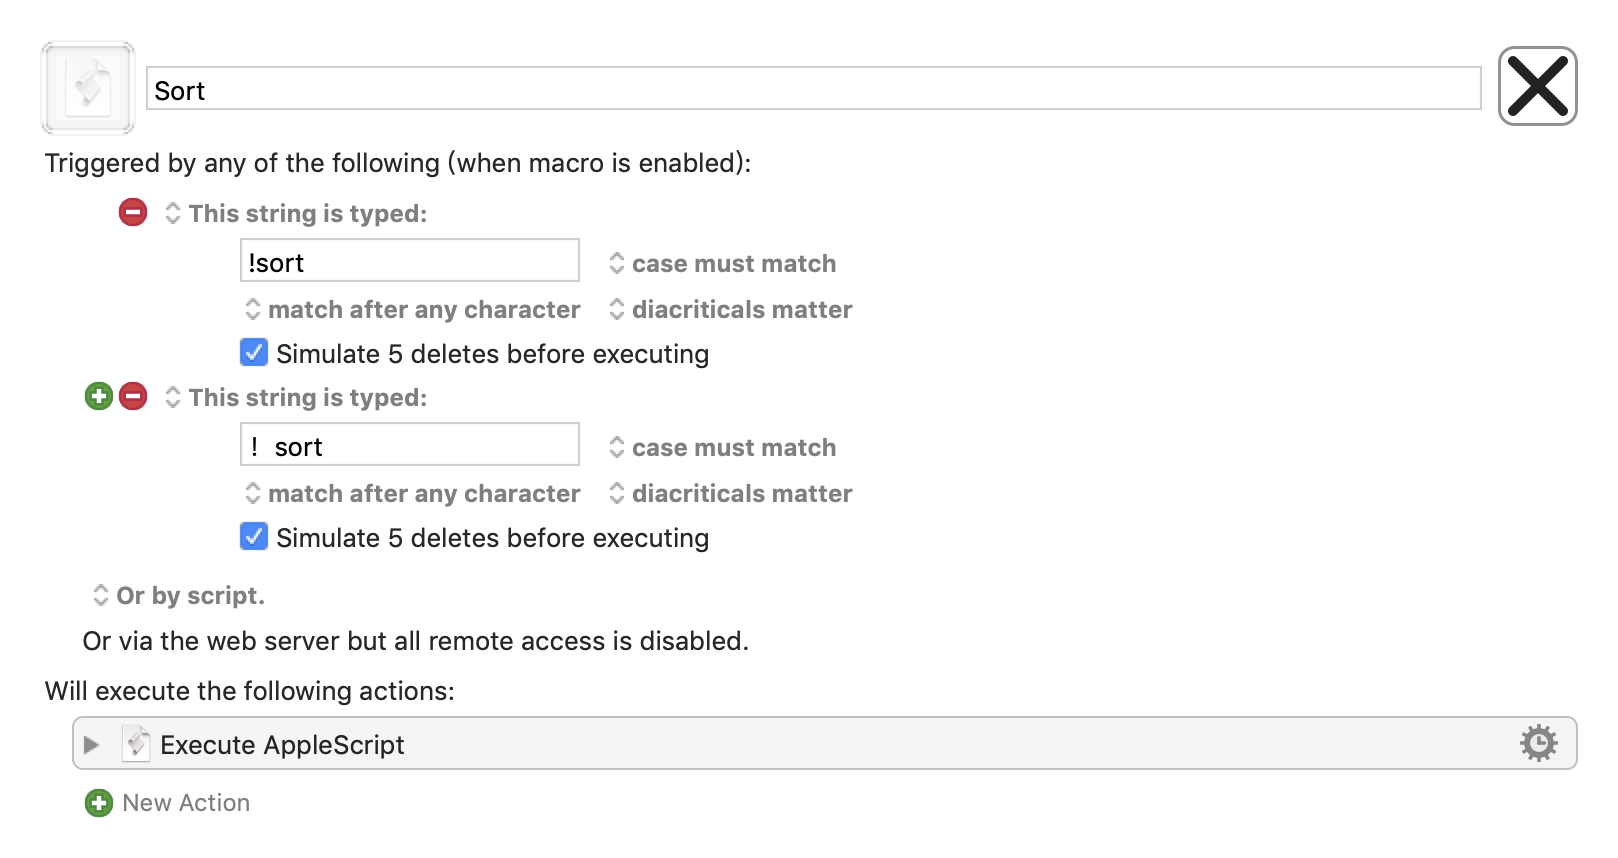 Sort
Triggered by any of the following (when macro is enabled):
This string is typed:
!sort
case must match
match after any character
diacriticals matter
Simulate 5 deletes before executing
This string is typed:
！sort
case must match
match after any character
diacriticals matter
Simulate 5 deletes before executing
Or by script.
Or via the web server but all remote access is disabled.
Will execute the following actions:
Execute AppleScript
New Action